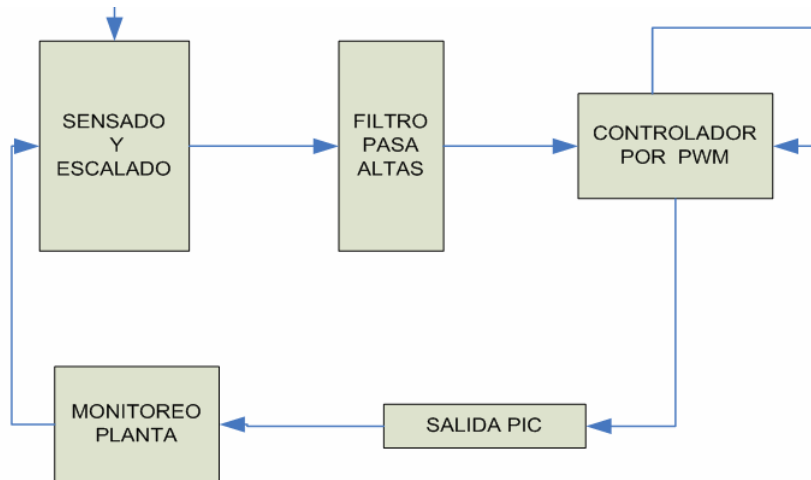 SENSADO
Y
ESCALADO
FILTRO
PASA
ALTAS
CONTROLADOR
POR PWM
MONITOREO
PLANTA
SALIDA PIC